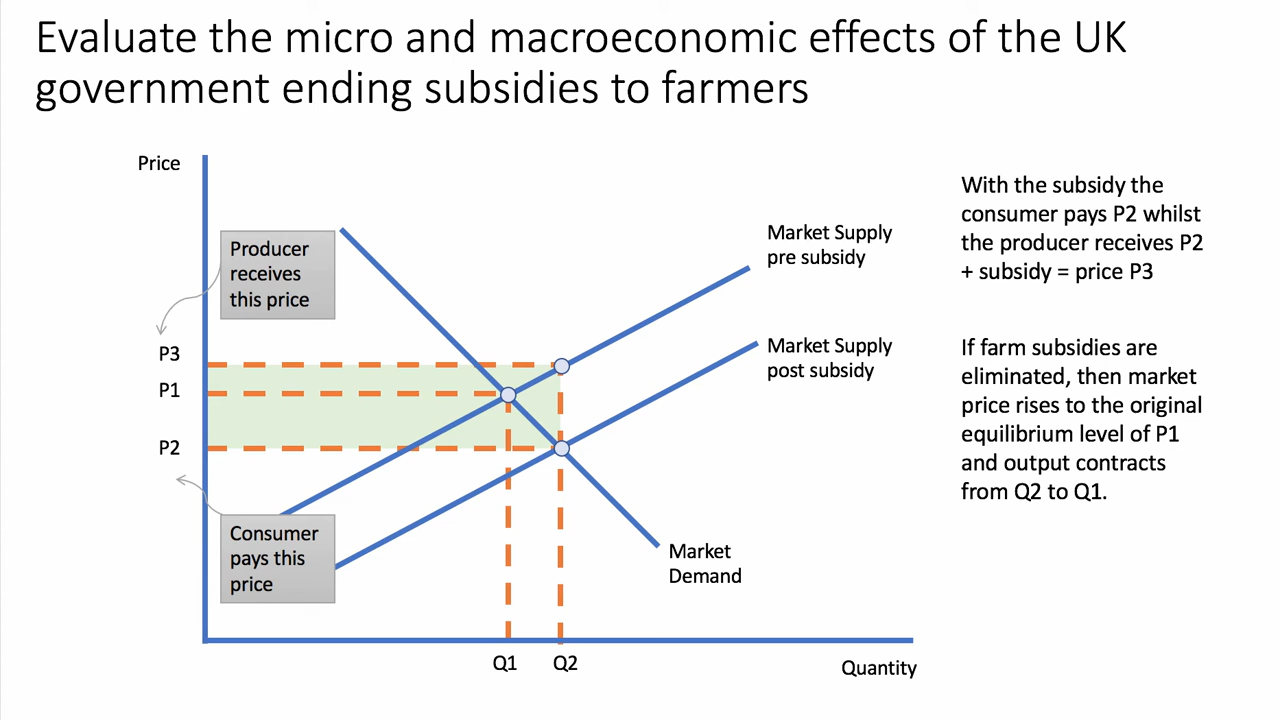 Evaluate the micro and macroeconomic effects of the UK
government ending subsidies to farmers
Price
Producer
receives
this price
P3
P1
P2
Consumer
pays this
price
Market Supply
pre subsidy
Market Supply
post subsidy
Market
Demand
Q1
Q2
Quantity
With the subsidy the
consumer pays P2 whilst
the producer receives P2
+ subsidy = price P3
If farm subsidies are
eliminated, then market
price rises to the original
equilibrium level of P1
and output contracts
from Q2 to Q1.